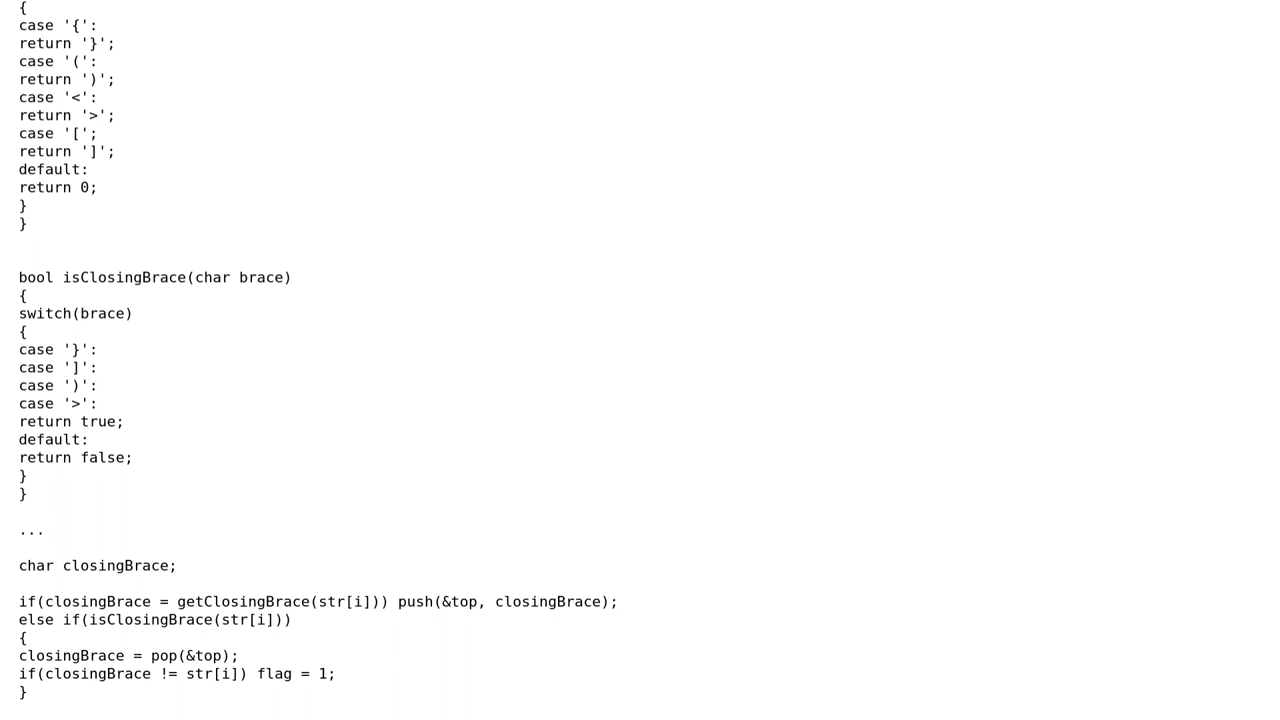 {
case '{':
return '}';
case '(':
return ')';
case '<':
return '>';
case '[';
return ']';
default:
return 0;
}
}
bool isClosingBrace(char brace)
{
switch(brace)
{
case '}':
case ']':
case ')':
case '>':
return true;
default:
return false;
}
}
...
char closingBrace;
if(closingBrace = getClosingBrace(str[i])) push(&top, closingBrace);
else if(isClosingBrace(str[i]))
{
closingBrace = pop(&top);
if(closingBrace != str[i]) flag = 1;
}